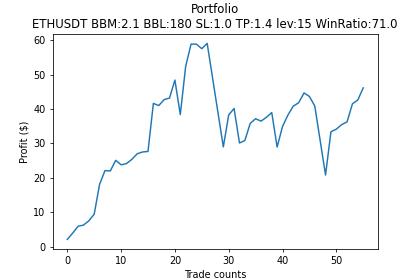 Portfolio
ETHUSDT BBM:2.1 BBL:180 SL:1.0 TP:1.4 lev:15 WinRatio:71.0
60
50
40
30
20
10
0
Profit ($)
0 10 20 30 40 50
Trade counts